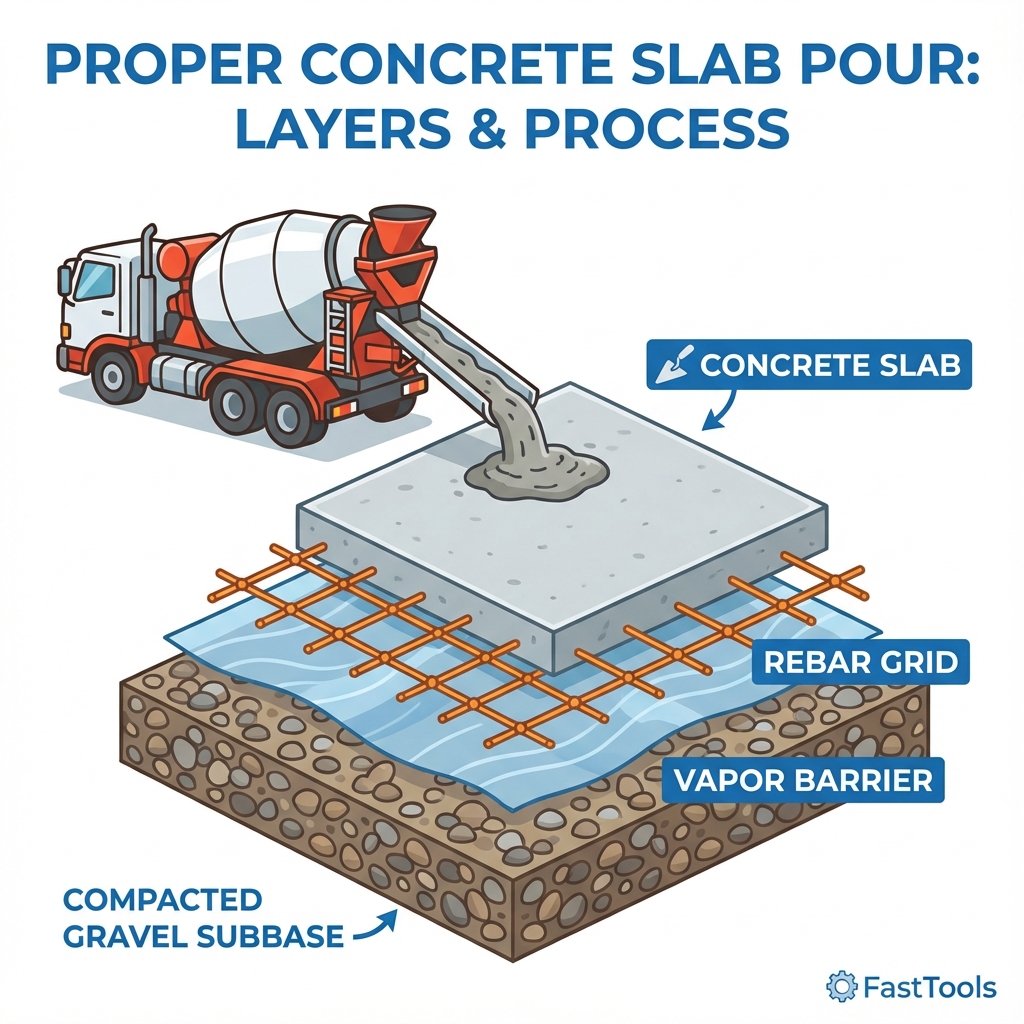 PROPER CONCRETE SLAB POUR:
LAYERS & PROCESS
CONCRETE SLAB
REBAR GRID
VAPOR BARRIER
COMPACTED
GRAVEL SUBBASE
FastTools